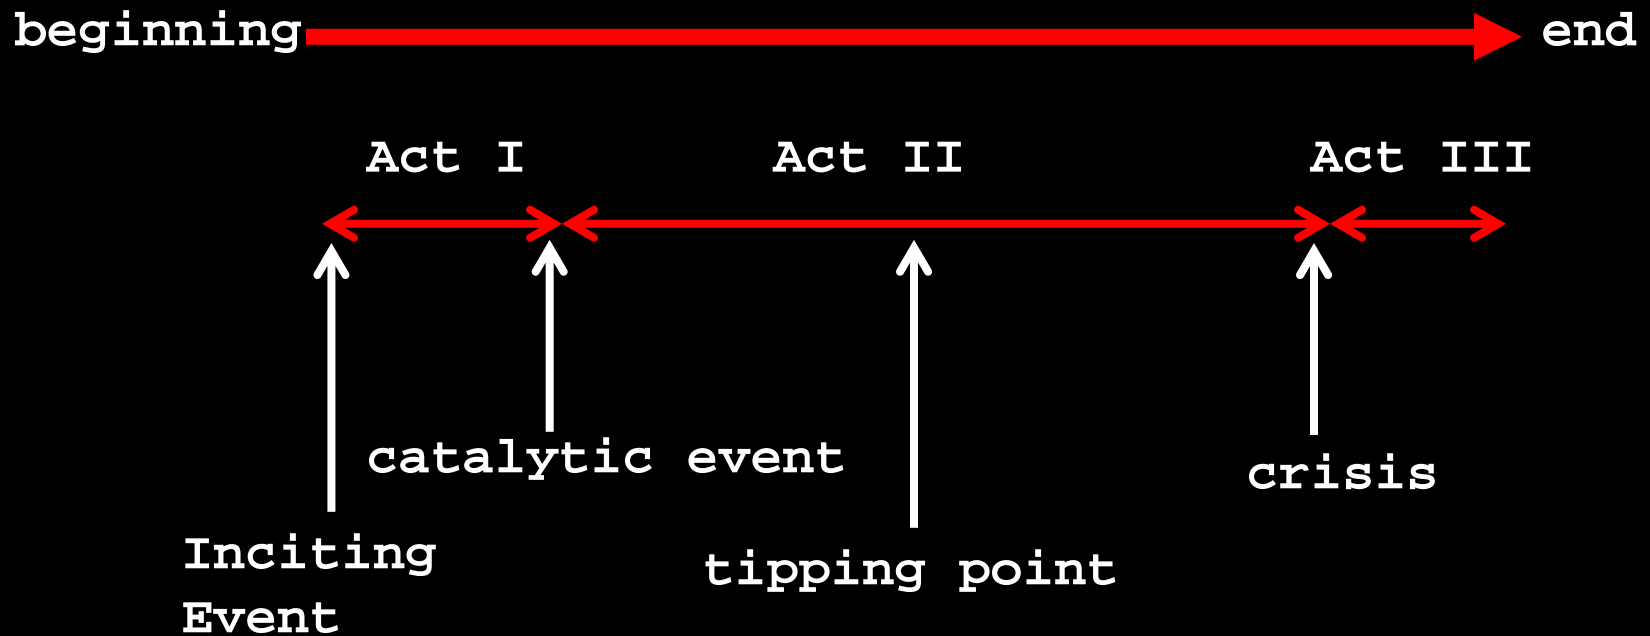 beginning end
Act I Act II Act III
catalytic event
crisis
Inciting
Event
tipping point